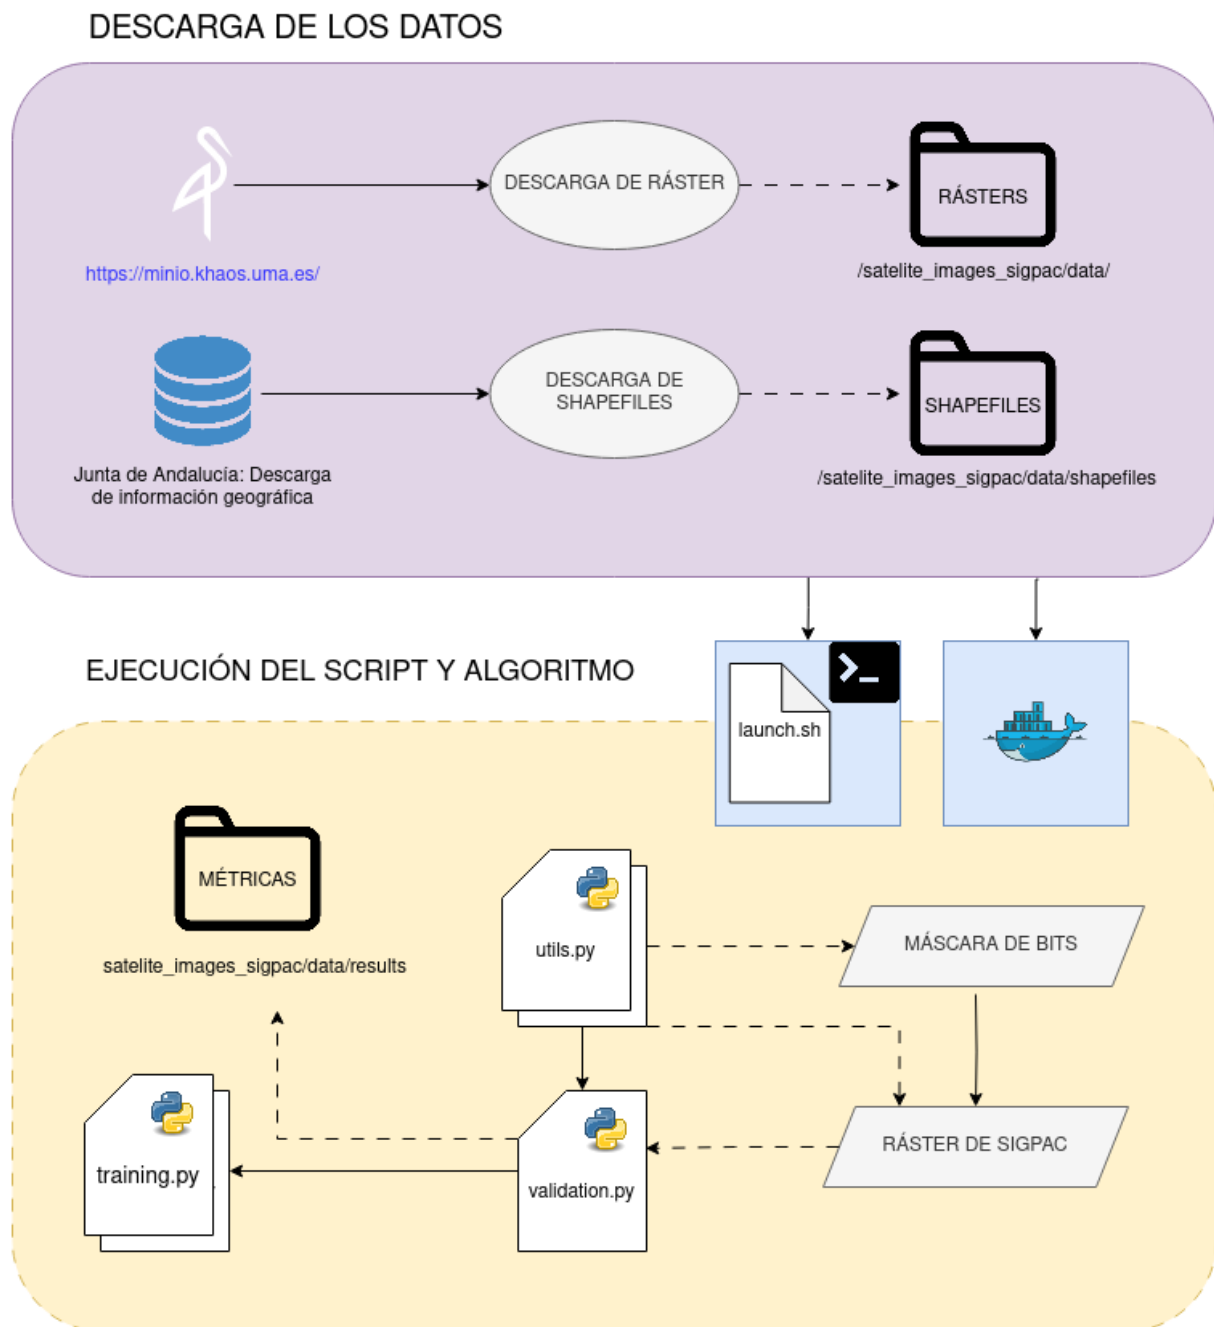 DESCARGA DE LOS DATOS
DESCARGA DE RÁSTER
RÁSTERS
https://minio.khaos.uma.es/
/satelite_images_sigpac/data/
DESCARGA DE
SHAPEFILES
SHAPEFILES
Junta de Andalucía: Descarga
de información geográfica
/satelite_images_sigpac/data/shapefiles
EJECUCIÓN DEL SCRIPT Y ALGORITMO
launch.sh
MÉTRICAS
satelite_images_sigpac/data/results
utils.py
MÁSCARA DE BITS
training.py
validation.py
RÁSTER DE SIGPAC